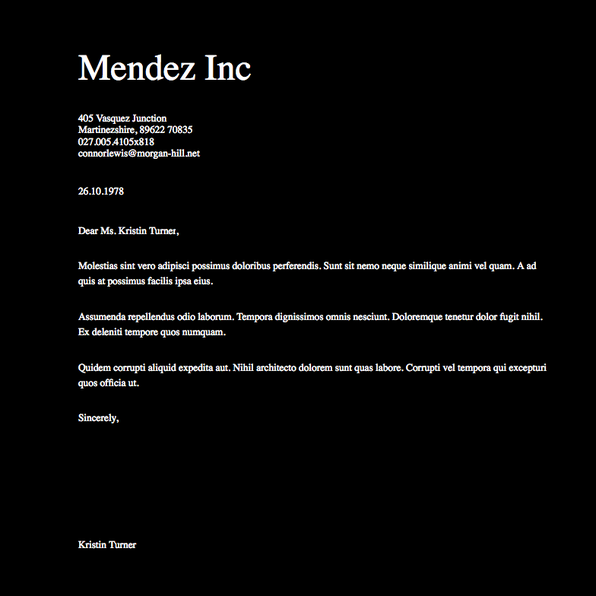 Mendez Inc
405 Vasquez Junction
Martinezshire, 89622 70835
027.005.4105x818
connorlewis@morgan-hill.net
26.10.1978
Dear Ms. Kristin Turner,
Molestias sint vero adipisci possimus doloribus perferendis. Sunt sit nemo neque similique animi vel quam. A ad
quis at possimus facilis ipsa eius.
Assumenda repellendus odio laborum. Tempora dignissimos omnis nesciunt. Doloremque tenetur dolor fugit nihil.
Ex deleniti tempore quos numquam.
Quidem corrupti aliquid expedita aut. Nihil architecto dolorem sunt quas labore. Corrupti vel tempora qui excepturi
quos officia ut.
Sincerely,
Kristin Turner